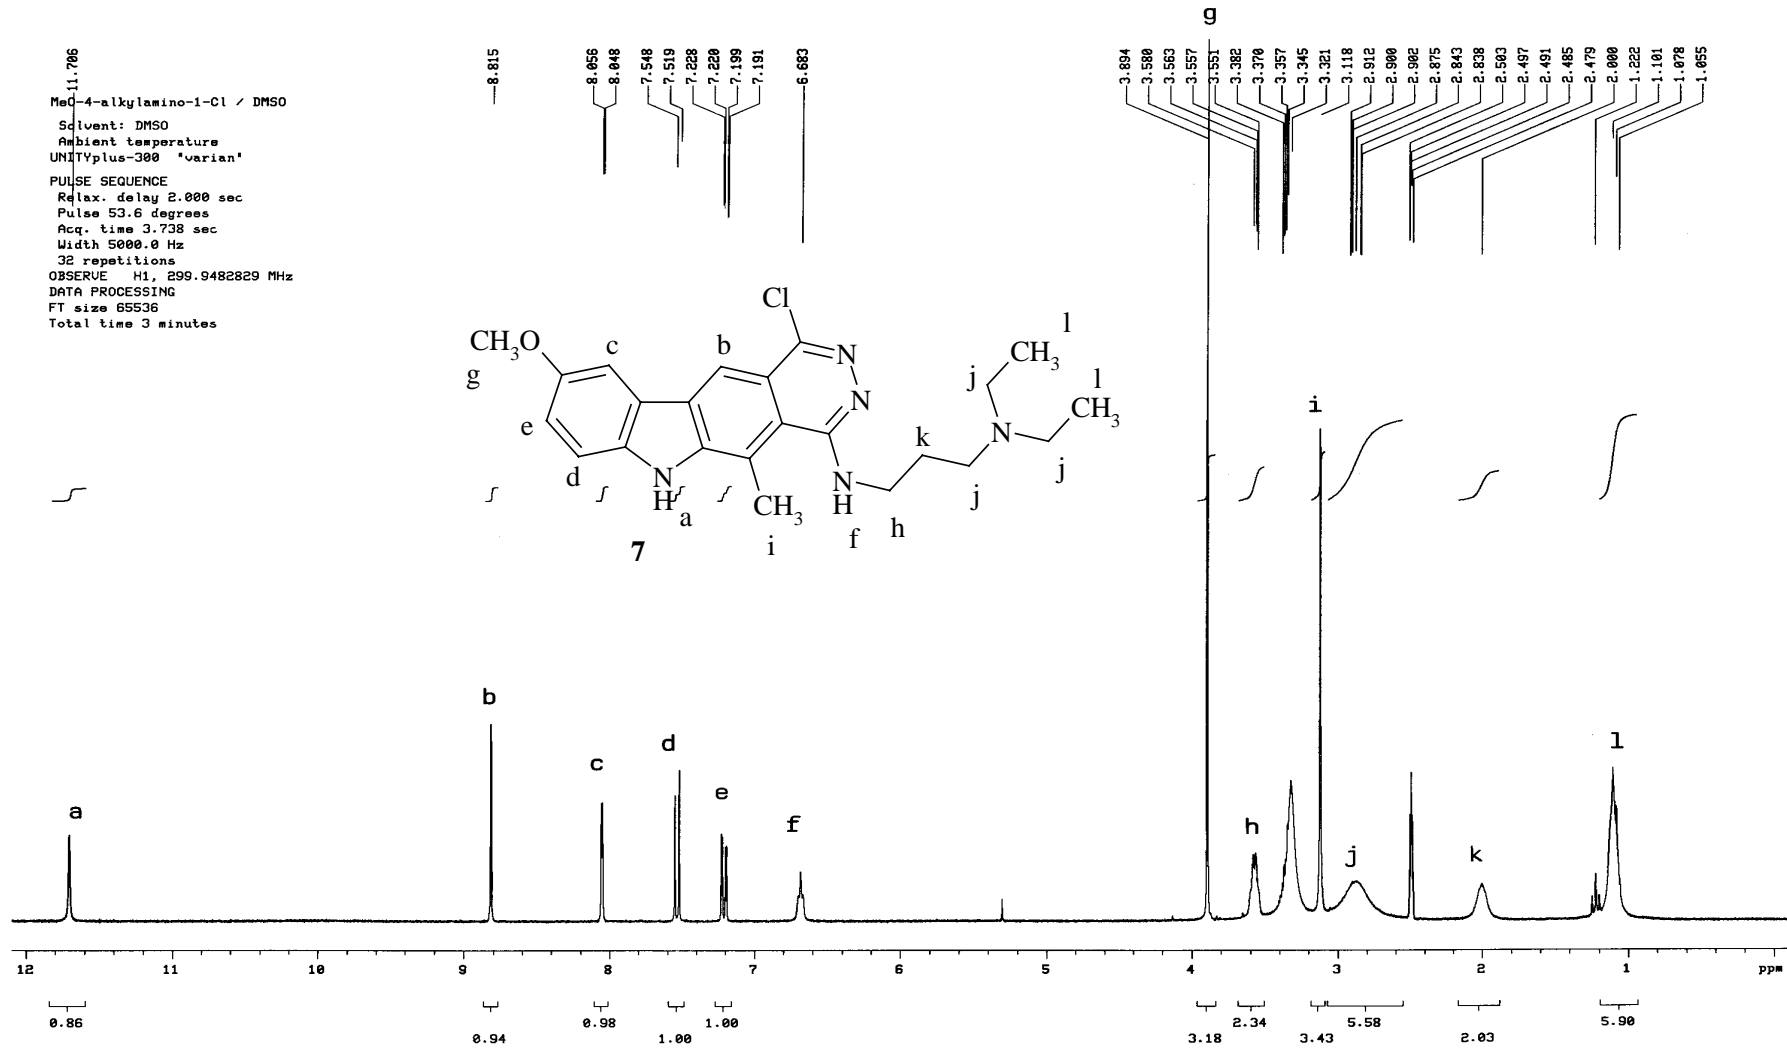 g
11.706
8.815
8.056
8.048
7.548
7.519
7.228
7.220
7.199
7.191
6.683
3.894
3.580
3.563
3.557
3.551
3.382
3.370
3.357
3.345
3.321
3.118
2.912
2.900
2.902
2.875
2.843
2.838
2.503
2.497
2.491
2.485
2.479
2.000
1.222
1.101
1.078
1.055
MeO-4-alkylamino-1-Cl / DMSO
Solvent: DMSO
Ambient temperature
UNITYplus-300 "varian"
PULSE SEQUENCE
Relax. delay 2.000 sec
Pulse 53.6 degrees
Acq. time 3.738 sec
Width 5000.0 Hz
32 repetitions
OBSERVE H1, 299.9482829 MHz
DATA PROCESSING
FT size 65536
Total time 3 minutes
Cl
CH3O
c
b
N
CH3
l
g
j
l
N
CH3
e
k
N
i
d
N
H
a
CH3
N
H
j
j
7
i
f
h
b
d
l
c
a
e
f
h
j
k
12 11 10 9 8 7 6 5 4 3 2 1 ppm
0.86 0.98 1.00 2.34 5.58 5.90
0.94 1.00 3.18 3.43 2.03